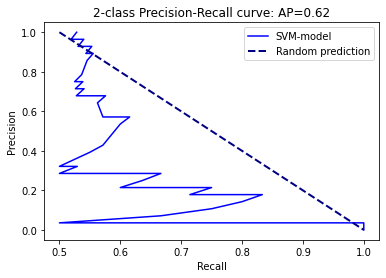 2-class Precision-Recall curve: AP=0.62
SVM-model
Random prediction
Precision
1.0
0.8
0.6
0.4
0.2
0.0
0.5
0.6
0.7
0.8
0.9
1.0
Recall